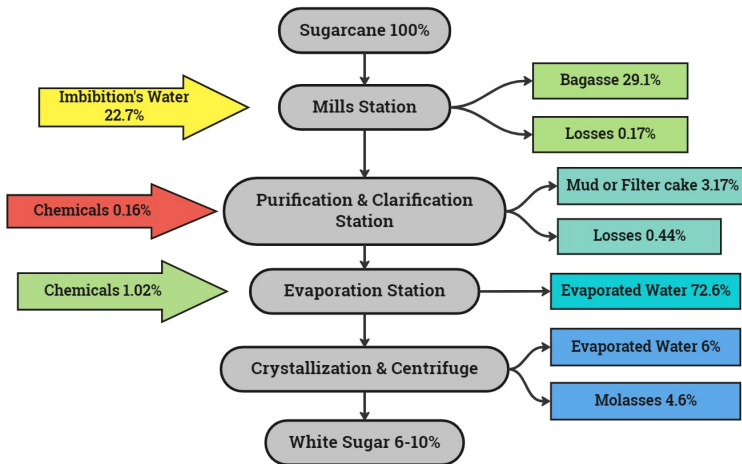 Sugarcane 100%
Imbibition's Water
22.7%
Mills Station
Bagasse 29.1%
Losses 0.17%
Chemicals 0.16%
Purification & Clarification
Station
Mud or Filter cake 3.17%
Losses 0.44%
Chemicals 1.02%
Evaporation Station
Evaporated Water 72.6%
Crystallization & Centrifuge
Evaporated Water 6%
Molasses 4.6%
White Sugar 6-10%